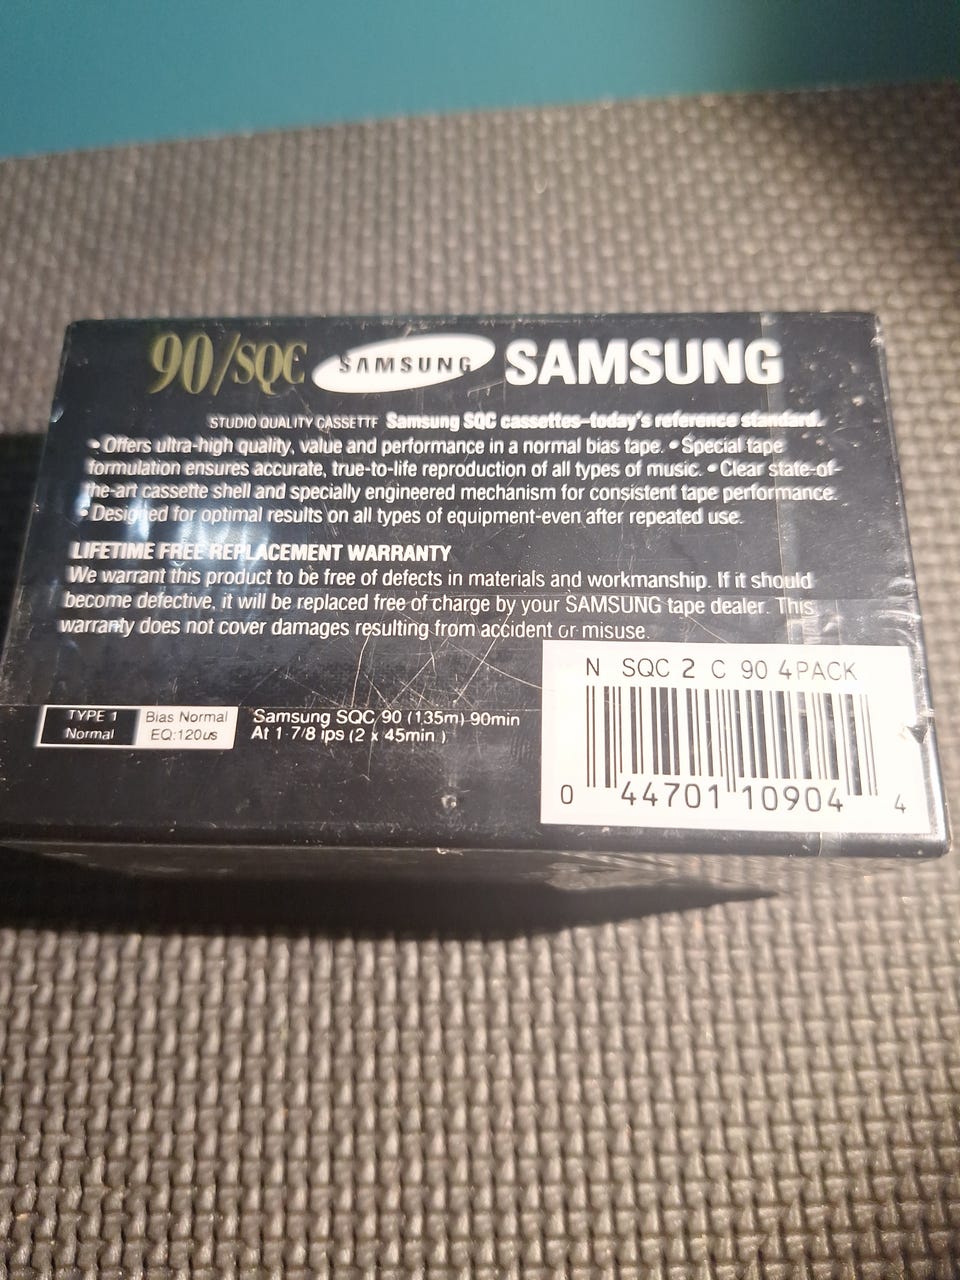 90/SQC SAMSUNG SAMSUNG
STUDIO QUALITY CASSETTE Samsung SQC cassettes-today's reference standard.
• Offers ultra-high quality, value and performance in a normal bias tape. • Special tape
formulation ensures accurate, true-to-life reproduction of all types of music. • Clear state-of-
the-art cassette shell and specially engineered mechanism for consistent tape performance.
• Designed for optimal results on all types of equipment-even after repeated use.
LIFETIME FREE REPLACEMENT WARRANTY
We warrant this product to be free of defects in materials and workmanship. If it should
become defective, it will be replaced free of charge by your SAMSUNG tape dealer. This
warranty does not cover damages resulting from accident or misuse.
N SQC 2 C 90 4PACK
TYPE 1 Bias Normal Samsung SQC 90 (135m) 90min
Normal EQ:120us At 1-7/8 ips (2 x 45min.)
0 44701 10904 4